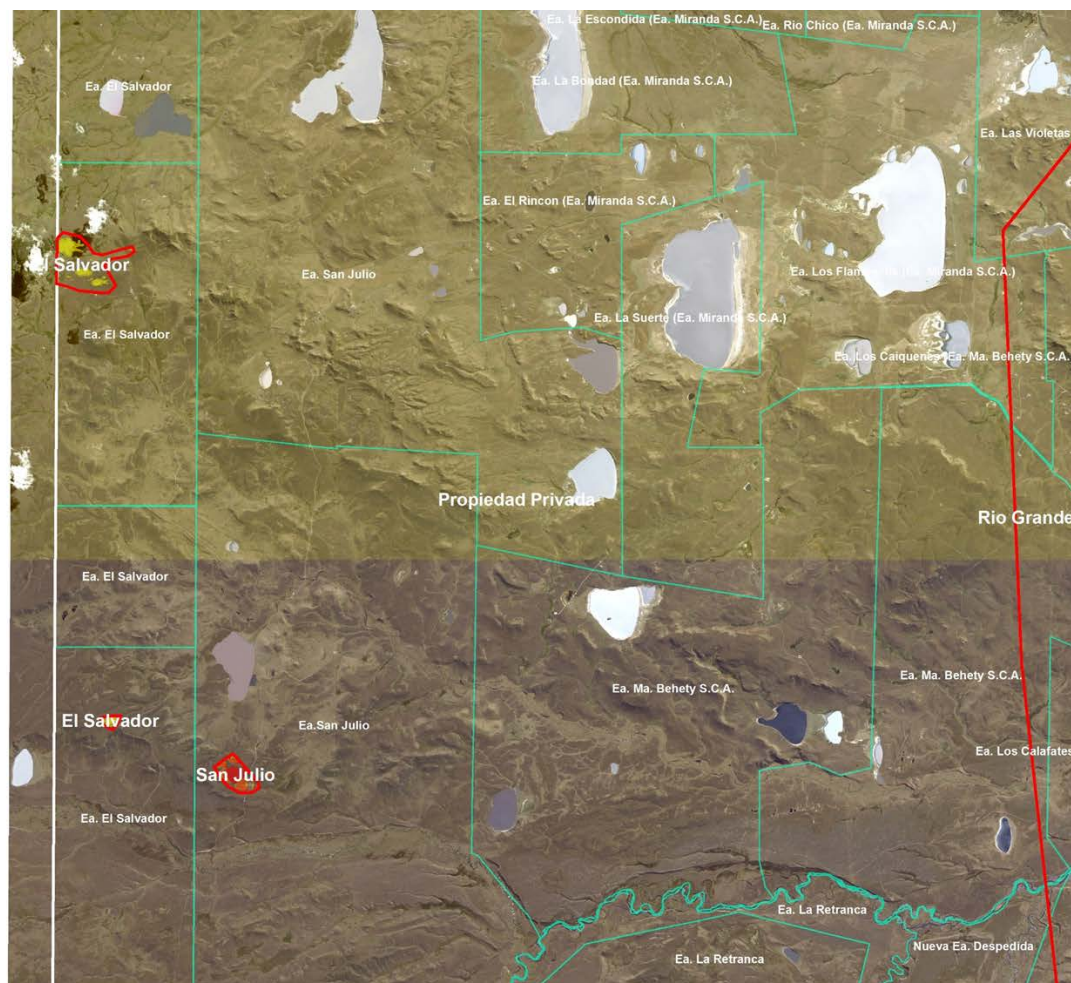 Ea. La Escondida (Ea. Miranda S.C.A.)
Ea. Rio Chico (Ea. Miranda S.C.A.)
Ea. El Salvador
Ea. La Bondad (Ea. Miranda S.C.A.)
Ea. Las Violetas
Ea. El Rincon (Ea. Miranda S.C.A.)
El Salvador
Ea. San Julio
Ea. Los Flamencos (Ea. Miranda S.C.A.)
Ea. El Salvador
Ea. La Suerte (Ea. Miranda S.C.A.)
Ea. Los Caiquenes
Ea. Ma. Behety S.C.A.
Propiedad Privada
Rio Grande
Ea. El Salvador
Ea. Ma. Behety S.C.A.
Ea. Ma. Behety S.C.A.
El Salvador
Ea.San Julio
Ea. Los Calafates
San Julio
Ea. El Salvador
Ea. La Retranca
Ea. La Retranca
Nueva Ea. Despedida